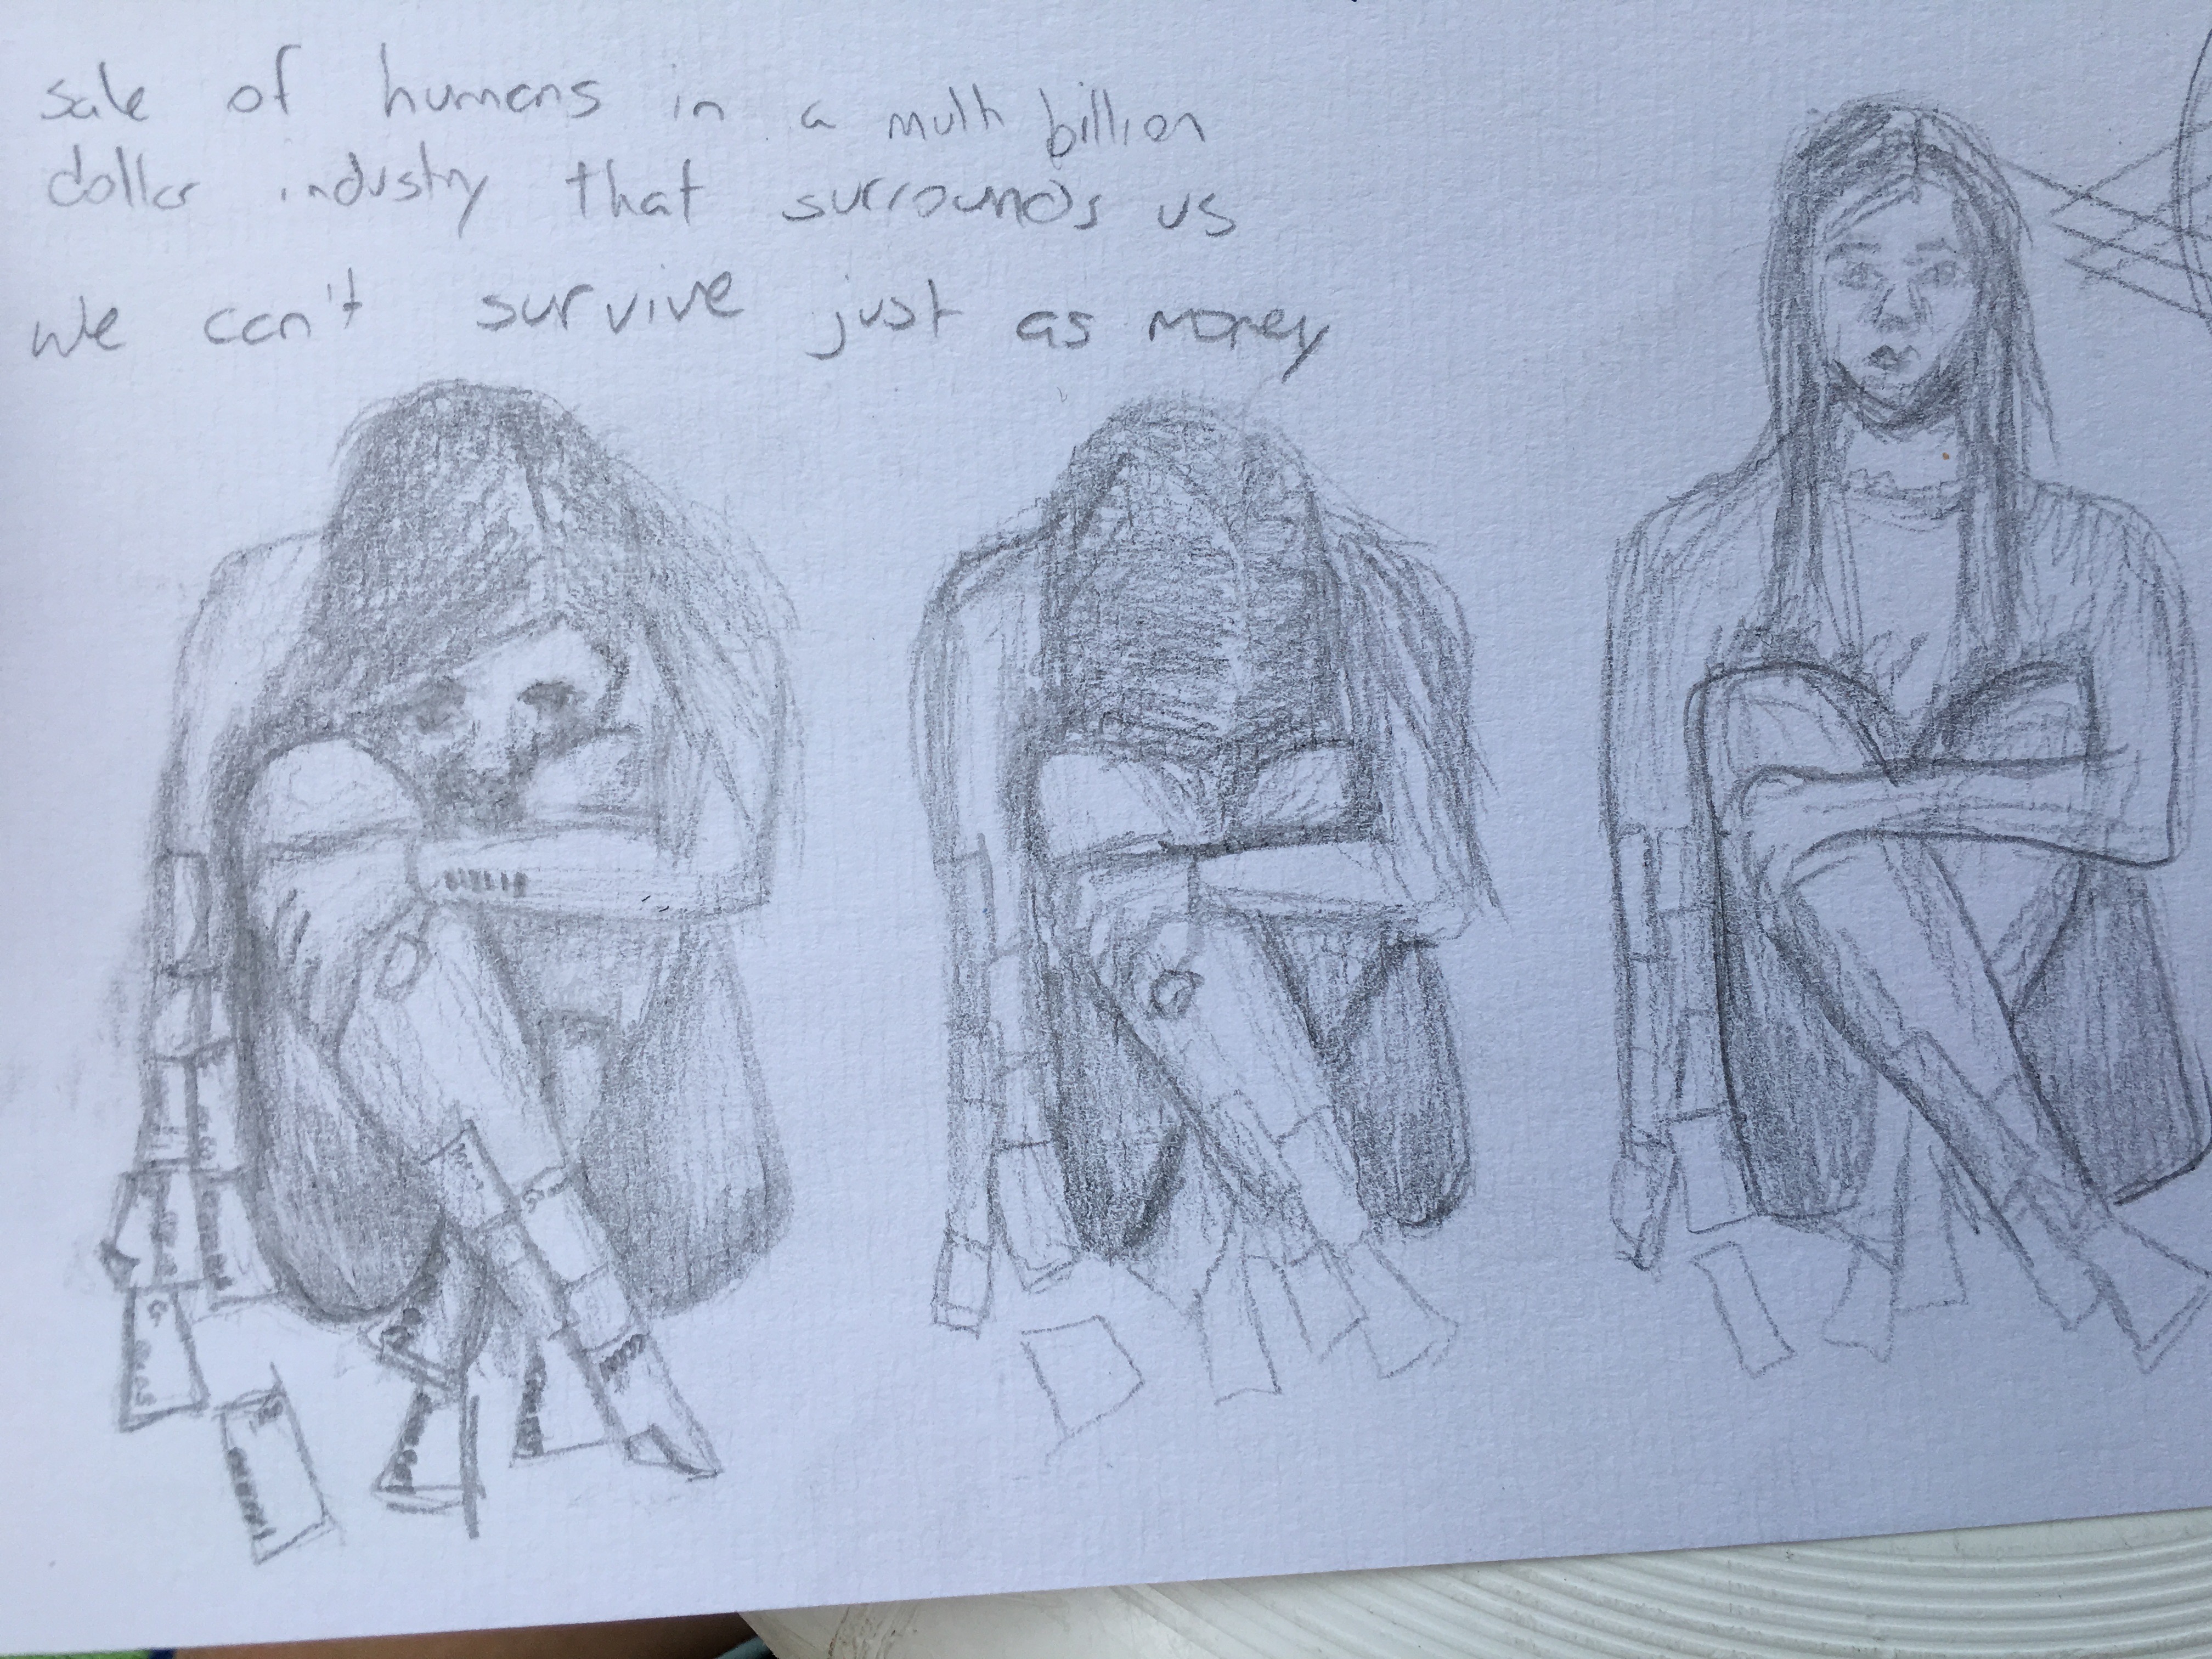 sale of humans in a multi billion
dollar industry that surrounds us
we can't survive just as money